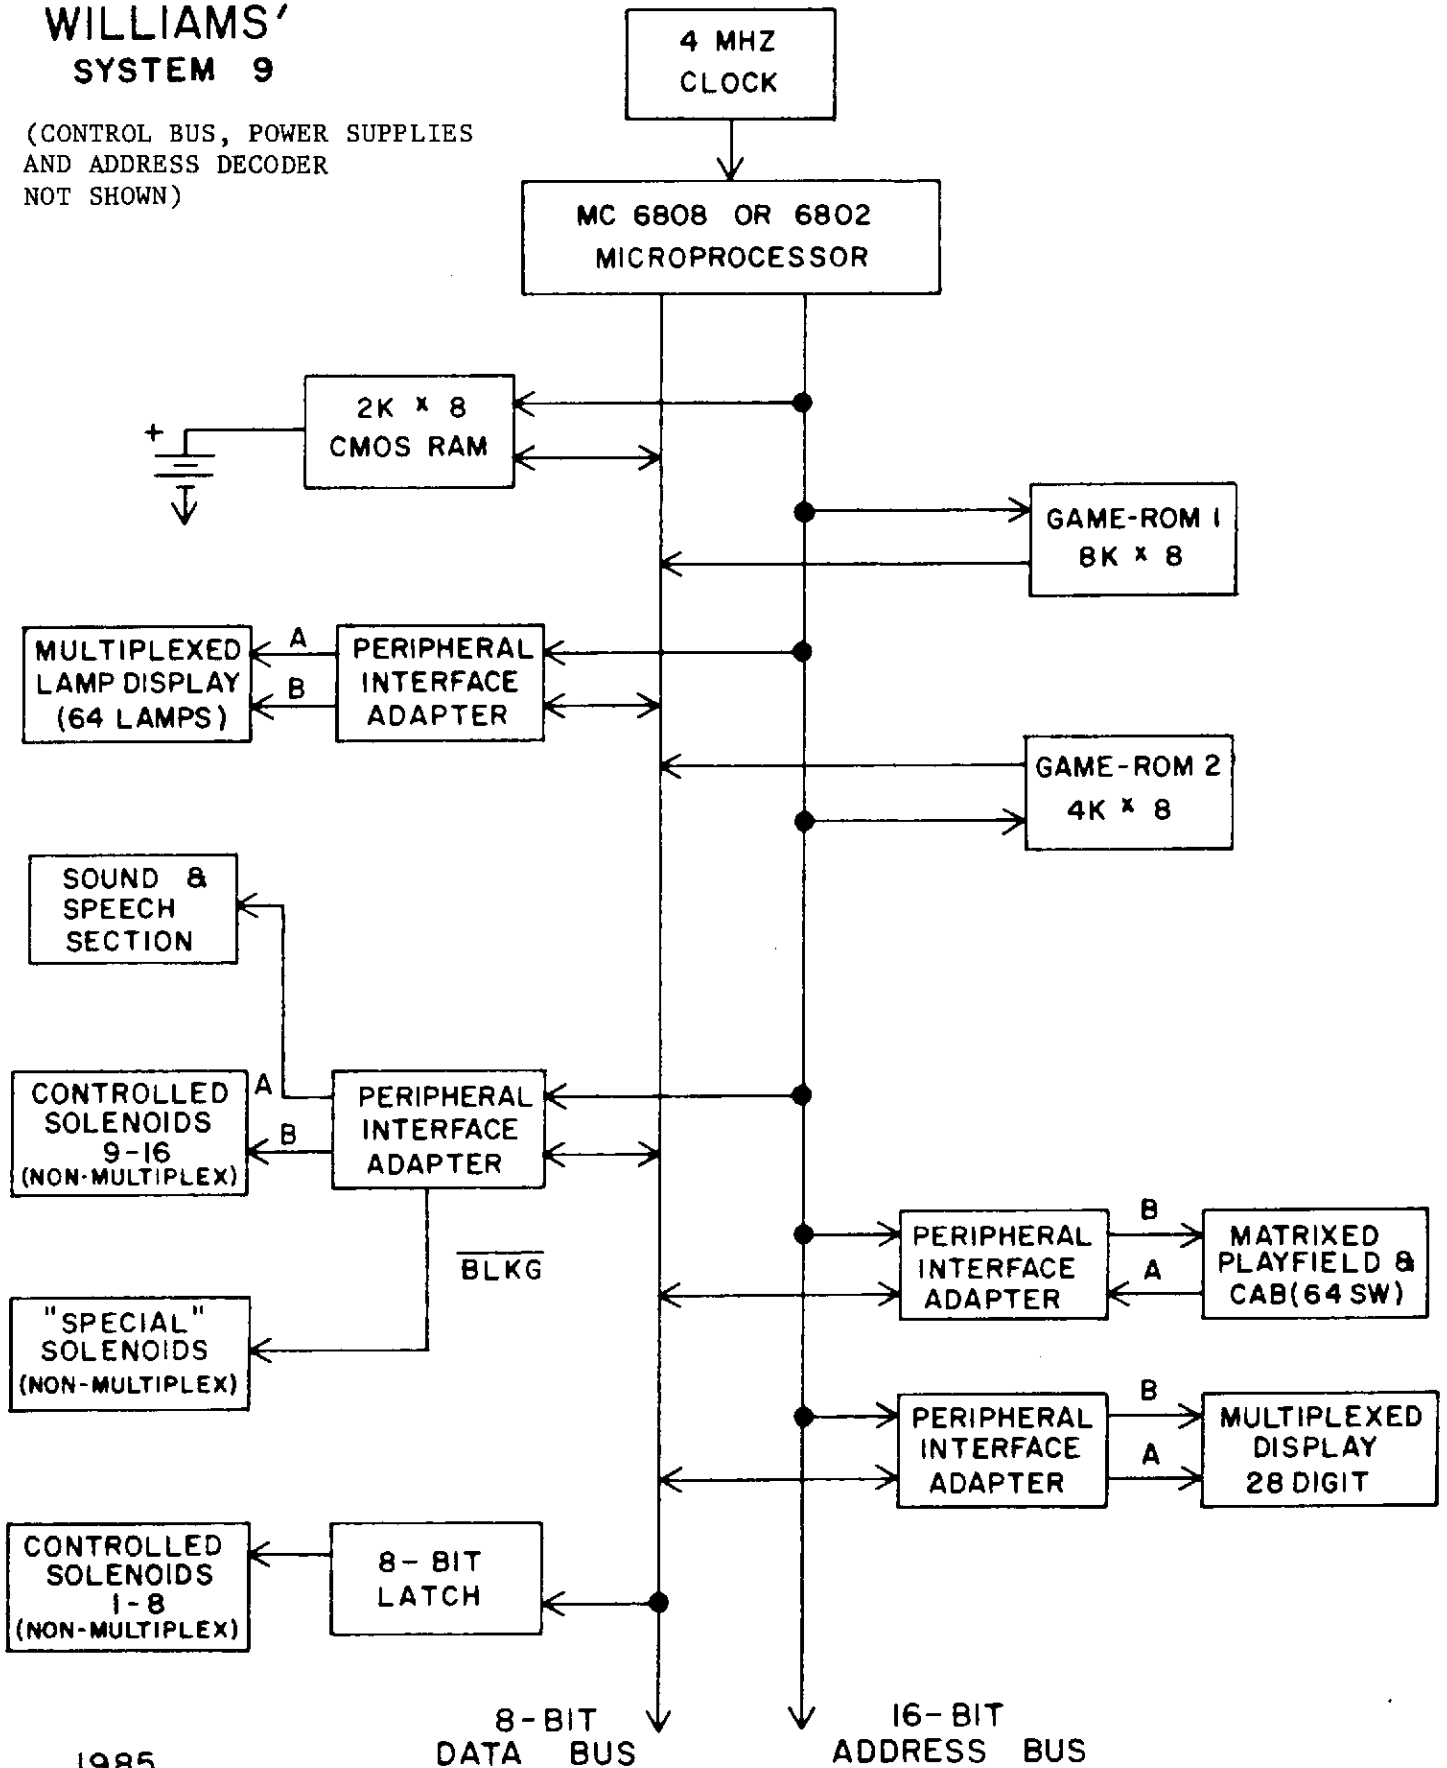 WILLIAMS'
SYSTEM 9
(CONTROL BUS, POWER SUPPLIES
AND ADDRESS DECODER
NOT SHOWN)
4 MHZ
CLOCK
MC 6808 OR 6802
MICROPROCESSOR
2K x 8
CMOS RAM
+
GAME-ROM 1
8K x 8
MULTIPLEXED
LAMP DISPLAY
(64 LAMPS)
A
B
PERIPHERAL
INTERFACE
ADAPTER
GAME-ROM 2
4K x 8
SOUND &
SPEECH
SECTION
CONTROLLED
SOLENOIDS
9-16
(NON-MULTIPLEX)
A
B
PERIPHERAL
INTERFACE
ADAPTER
BLKG
"SPECIAL"
SOLENOIDS
(NON-MULTIPLEX)
PERIPHERAL
INTERFACE
ADAPTER
B
A
MATRIXED
PLAYFIELD &
CAB(64 SW)
PERIPHERAL
INTERFACE
ADAPTER
B
A
MULTIPLEXED
DISPLAY
28 DIGIT
CONTROLLED
SOLENOIDS
1-8
(NON-MULTIPLEX)
8-BIT
LATCH
8-BIT
DATA BUS
16-BIT
ADDRESS BUS
1985